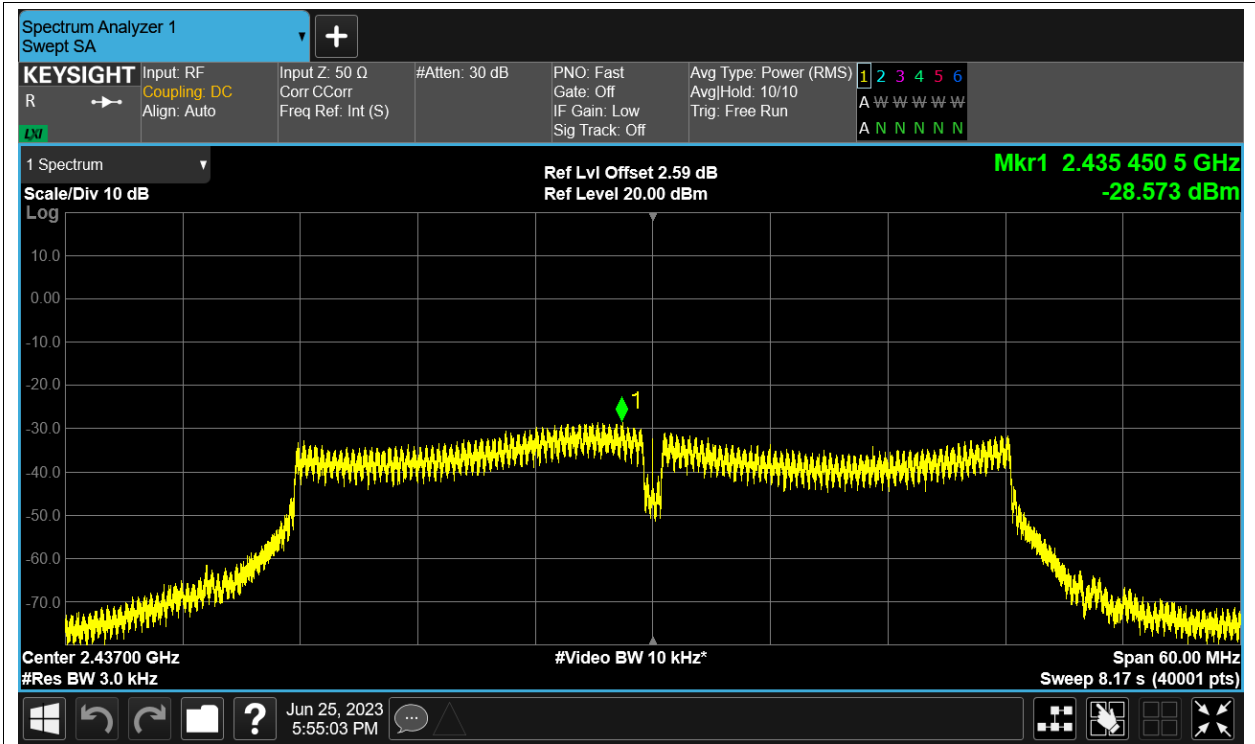 Spectrum Analyzer 1
Swept SA
+
KEYSIGHT
R
LXI
Input: RF
Coupling: DC
Align: Auto
Input Z: 50 Ω
Corr CCorr
Freq Ref: Int (S)
#Atten: 30 dB
PNO: Fast
Gate: Off
IF Gain: Low
Sig Track: Off
Avg Type: Power (RMS)
Avg|Hold: 10/10
Trig: Free Run
1 2 3 4 5 6
A W W W W W
A N N N N N
1 Spectrum
Scale/Div 10 dB
Log
Ref Lvl Offset 2.59 dB
Ref Level 20.00 dBm
Mkr1 2.435 450 5 GHz
-28.573 dBm
10.0
0.00
-10.0
-20.0
-30.0
-40.0
-50.0
-60.0
-70.0
1
Center 2.43700 GHz
#Res BW 3.0 kHz
#Video BW 10 kHz*
Span 60.00 MHz
Sweep 8.17 s (40001 pts)
?
Jun 25, 2023
5:55:03 PM